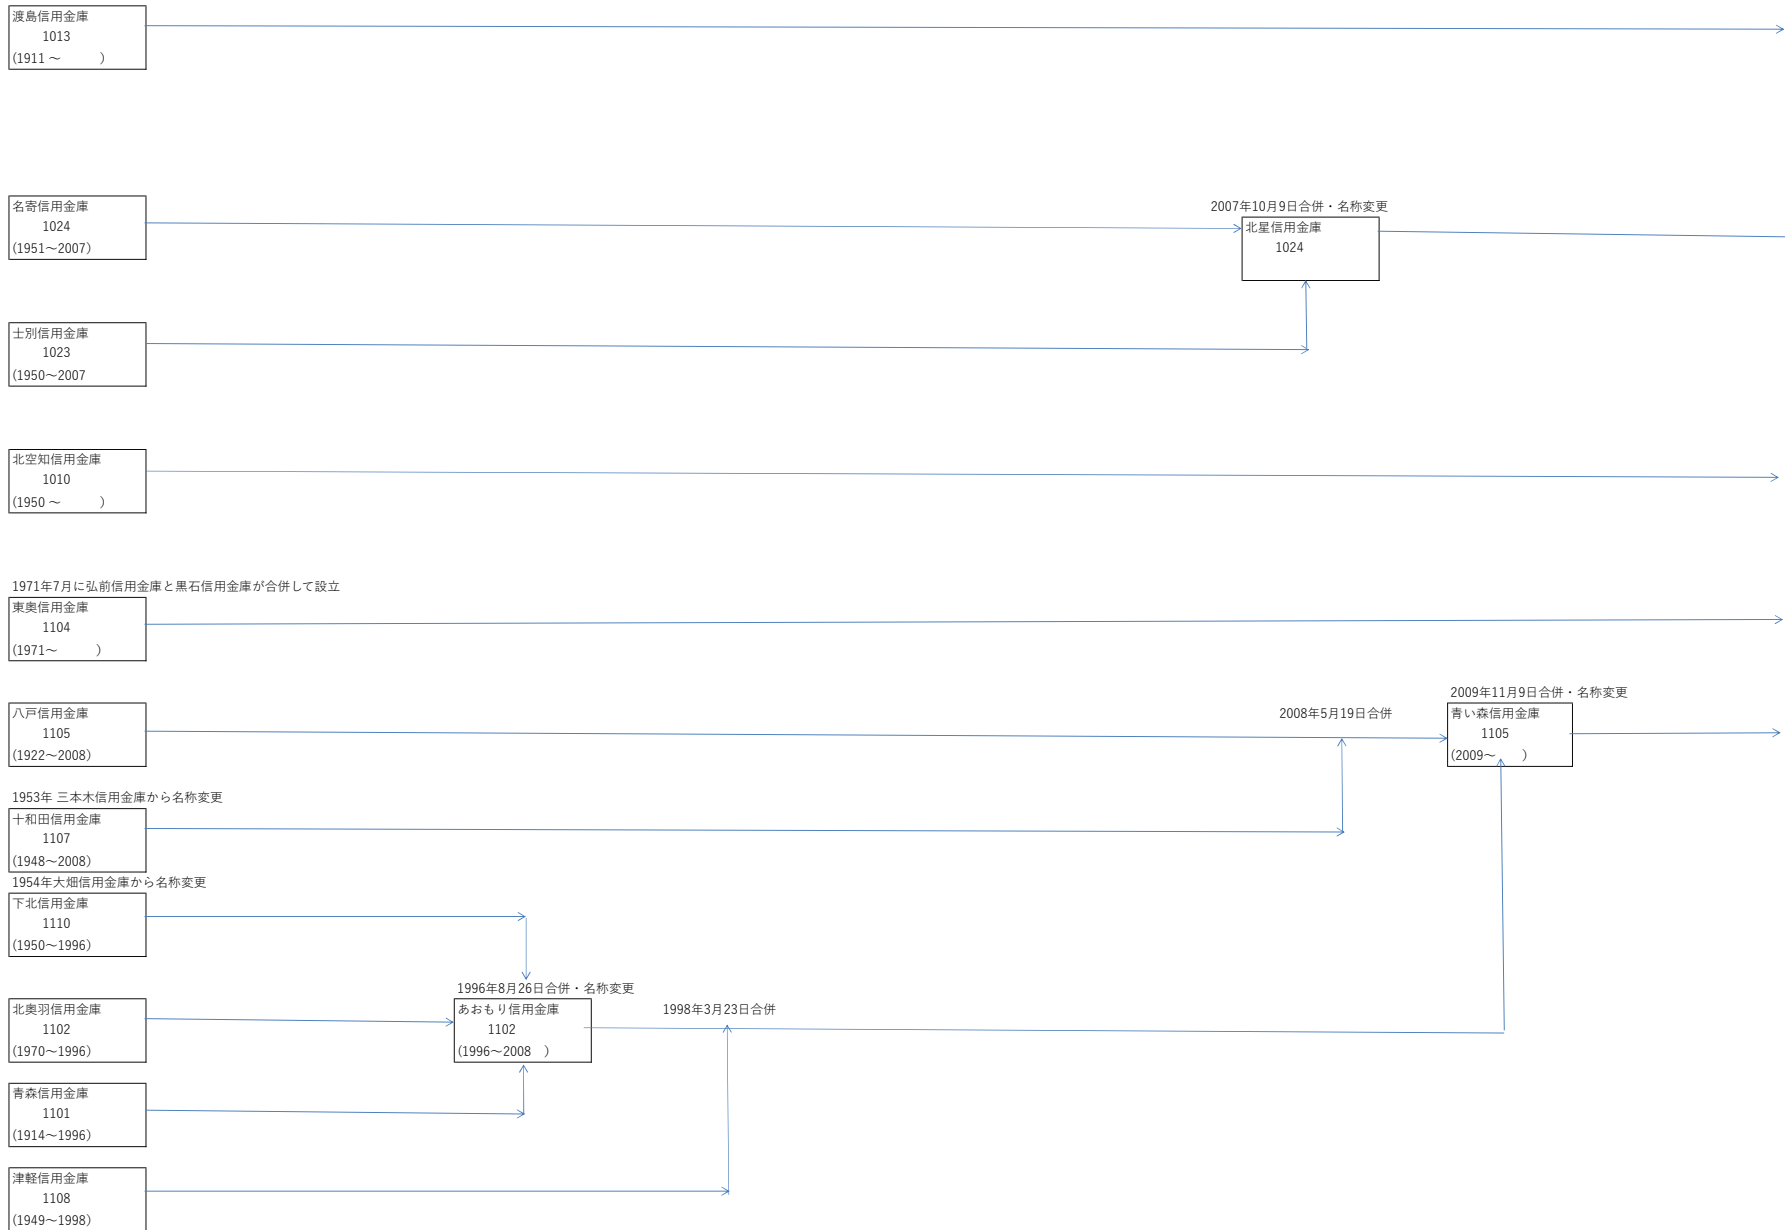 渡島信用金庫
1013
(1911 ～　　　)
名寄信用金庫
1024
(1951～2007)
2007年10月9日合併・名称変更
北星信用金庫
1024
士別信用金庫
1023
(1950～2007
北空知信用金庫
1010
(1950 ～　　　)
1971年7月に弘前信用金庫と黒石信用金庫が合併して設立
東奥信用金庫
1104
(1971～　　　)
八戸信用金庫
1105
(1922～2008)
2008年5月19日合併
2009年11月9日合併・名称変更
青い森信用金庫
1105
(2009～　　)
1953年 三本木信用金庫から名称変更
十和田信用金庫
1107
(1948～2008)
1954年大畑信用金庫から名称変更
下北信用金庫
1110
(1950～1996)
北奥羽信用金庫
1102
(1970～1996)
1996年8月26日合併・名称変更
あおもり信用金庫
1102
(1996～2008　)
1998年3月23日合併
青森信用金庫
1101
(1914～1996)
津軽信用金庫
1108
(1949～1998)